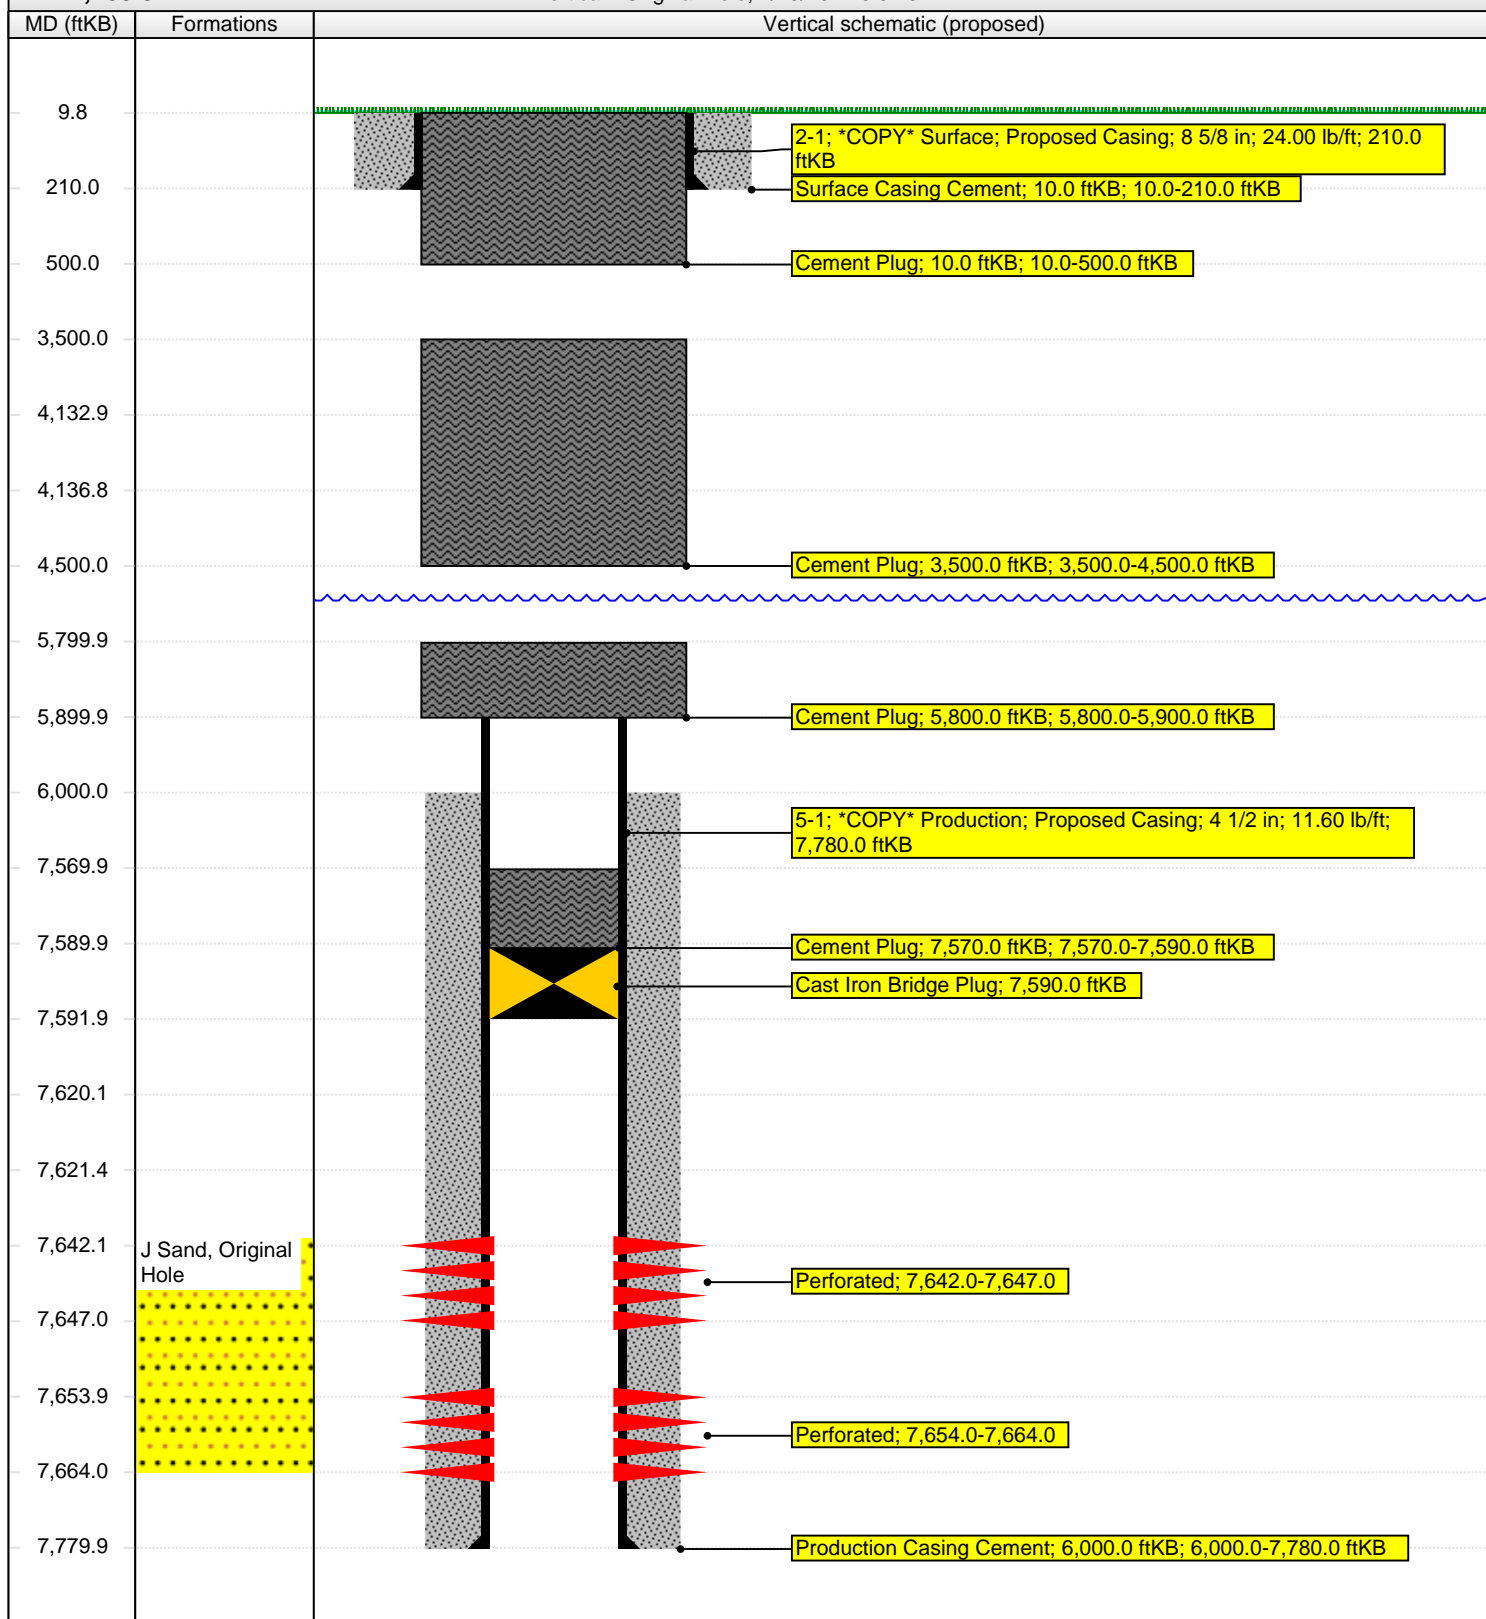 MD (ftKB) Formations Vertical schematic (proposed)
9.8
2-1; *COPY* Surface; Proposed Casing; 8 5/8 in; 24.00 lb/ft; 210.0
ftKB
210.0
Surface Casing Cement; 10.0 ftKB; 10.0-210.0 ftKB
500.0
Cement Plug; 10.0 ftKB; 10.0-500.0 ftKB
3,500.0
4,132.9
4,136.8
4,500.0
Cement Plug; 3,500.0 ftKB; 3,500.0-4,500.0 ftKB
5,799.9
5,899.9
Cement Plug; 5,800.0 ftKB; 5,800.0-5,900.0 ftKB
6,000.0
5-1; *COPY* Production; Proposed Casing; 4 1/2 in; 11.60 lb/ft;
7,780.0 ftKB
7,569.9
7,589.9
Cement Plug; 7,570.0 ftKB; 7,570.0-7,590.0 ftKB
Cast Iron Bridge Plug; 7,590.0 ftKB
7,591.9
7,620.1
7,621.4
7,642.1
J Sand, Original
Hole
Perforated; 7,642.0-7,647.0
7,647.0
7,653.9
Perforated; 7,654.0-7,664.0
7,664.0
7,779.9
Production Casing Cement; 6,000.0 ftKB; 6,000.0-7,780.0 ftKB